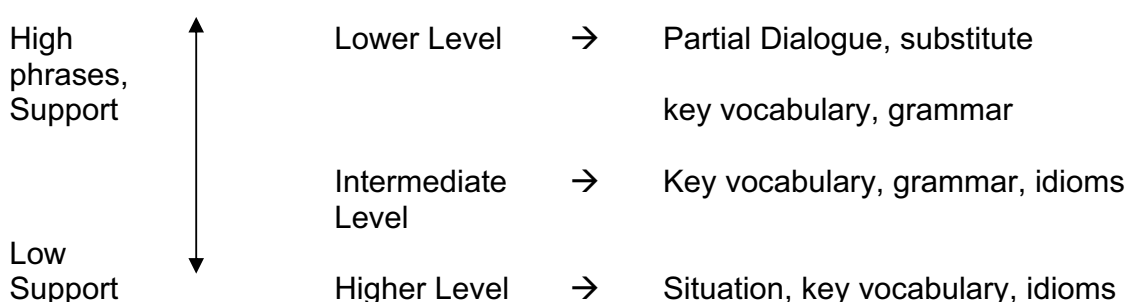 High Lower Level → Partial Dialogue, substitute
phrases,
Support key vocabulary, grammar
Intermediate → Key vocabulary, grammar, idioms
Level
Low
Support Higher Level → Situation, key vocabulary, idioms